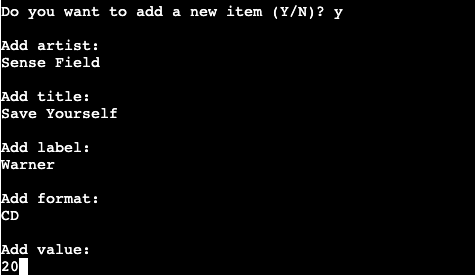 Do you want to add a new item (Y/N)? y
Add artist:
Sense Field
Add title:
Save Yourself
Add label:
Warner
Add format:
CD
Add value:
20